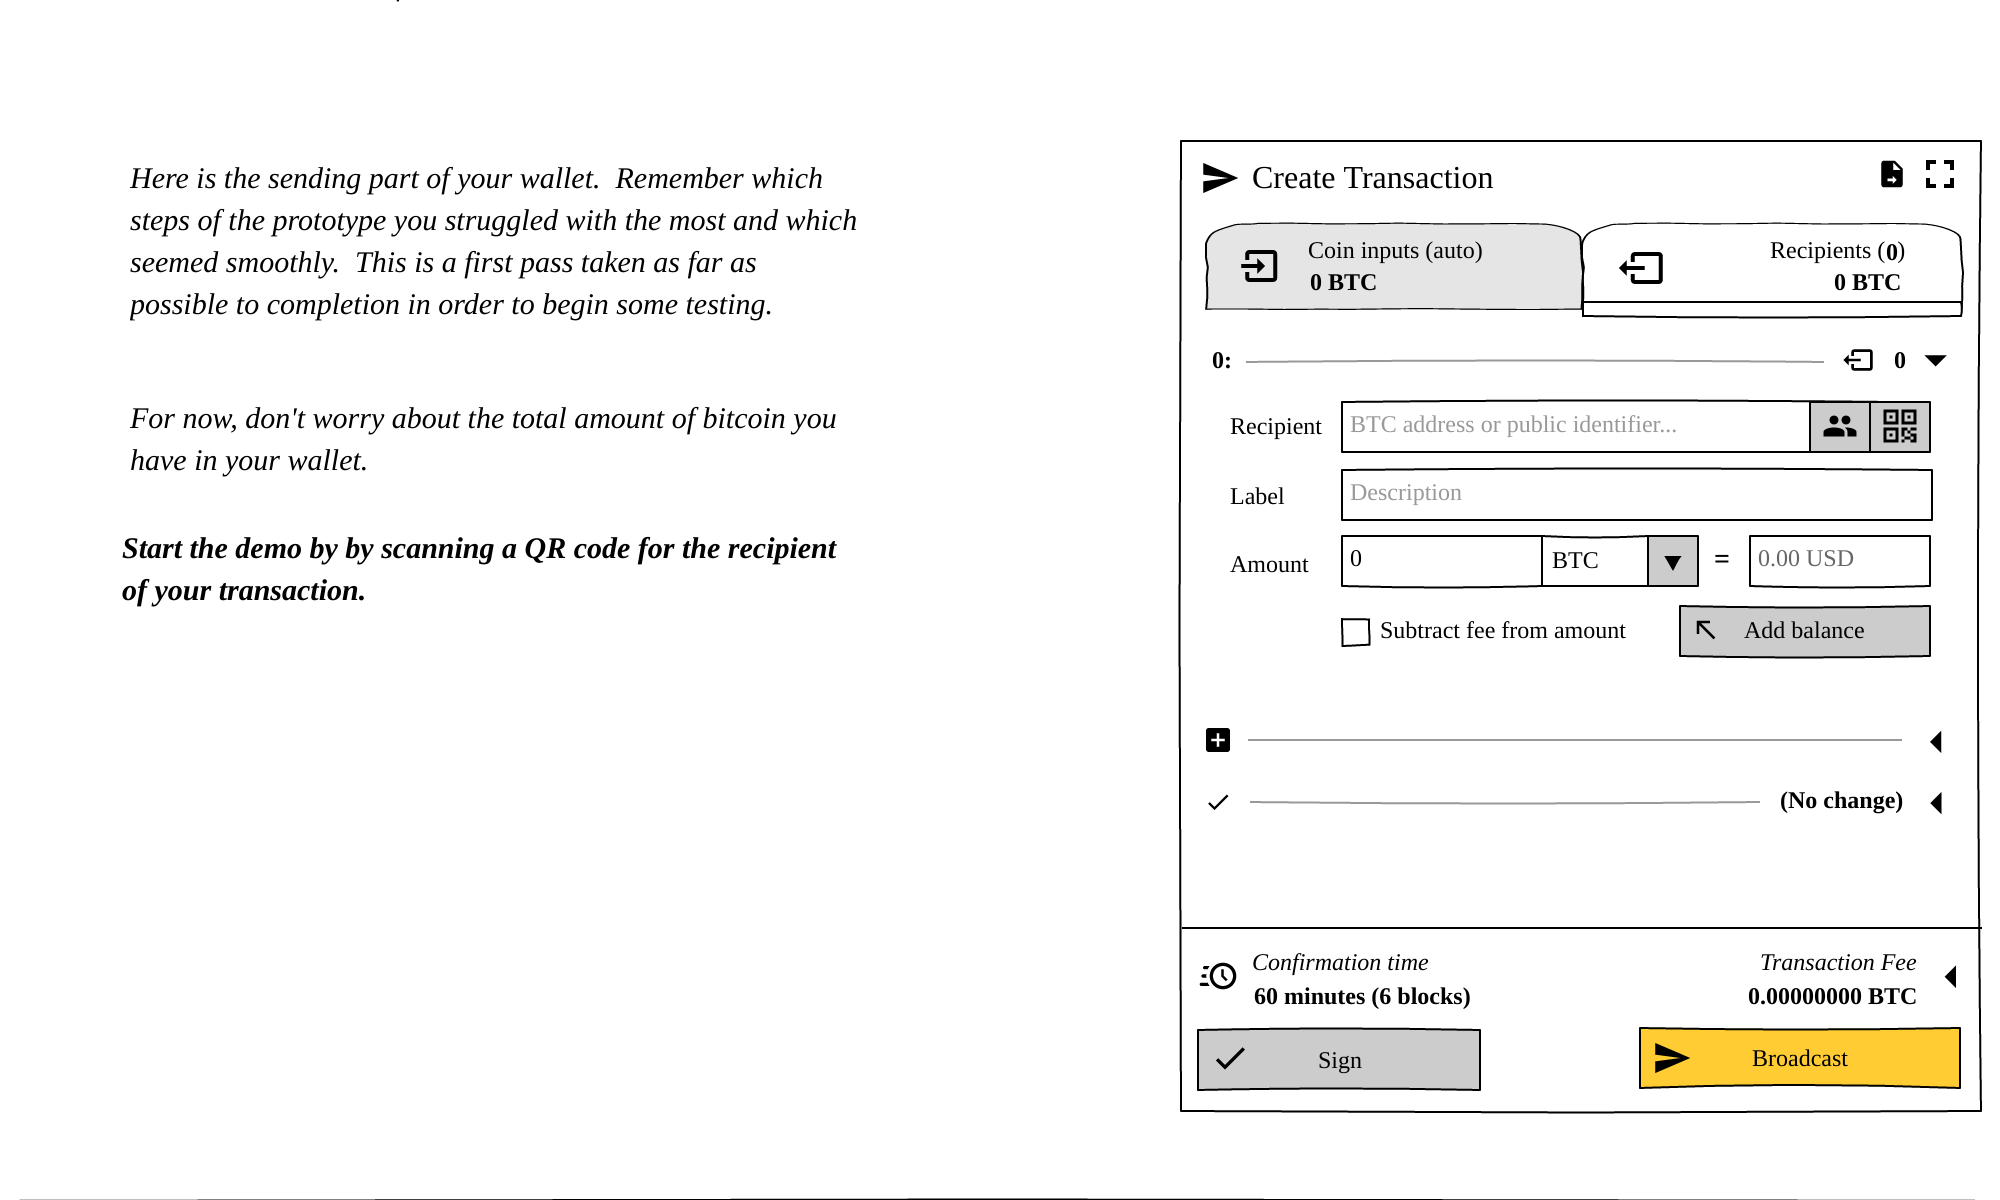 Here is the sending part of your wallet.  Remember which
steps of the prototype you struggled with the most and which
seemed smoothly.  This is a first pass taken as far as
possible to completion in order to begin some testing.
For now, don't worry about the total amount of bitcoin you
have in your wallet.
Start the demo by by scanning a QR code for the recipient
of your transaction.
Create Transaction
Coin inputs (auto)
0 BTC
Recipients (0)
0 BTC
0:
0
Recipient
BTC address or public identifier...
Label
Description
Amount
0
BTC
=
0.00 USD
Subtract fee from amount
Add balance
(No change)
Confirmation time
60 minutes (6 blocks)
Transaction Fee
0.00000000 BTC
Sign
Broadcast